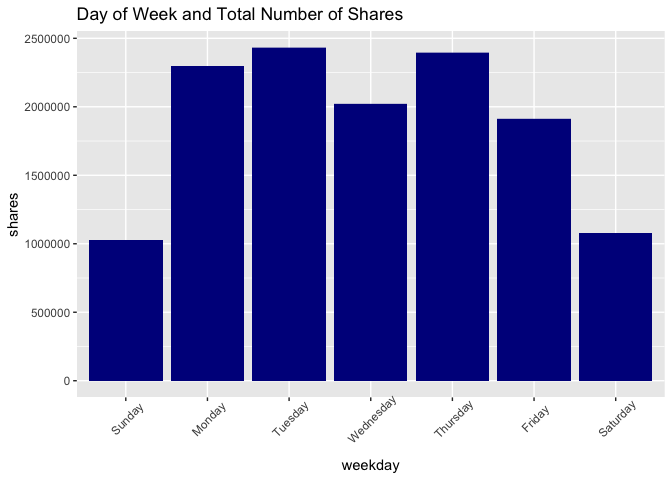 Day of Week and Total Number of Shares
2500000
2000000
1500000
1000000
500000
0
shares
Sunday
Monday
Tuesday
Wednesday
Thursday
Friday
Saturday
weekday